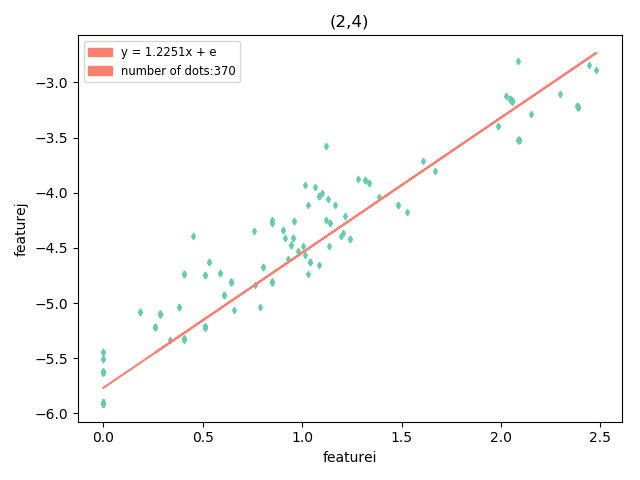 (2,4)
y = 1.2251x + e
number of dots:370
−3.0
−3.5
−4.0
−4.5
−5.0
−5.5
−6.0
featurej
0.0 0.5 1.0 1.5 2.0 2.5
featurei